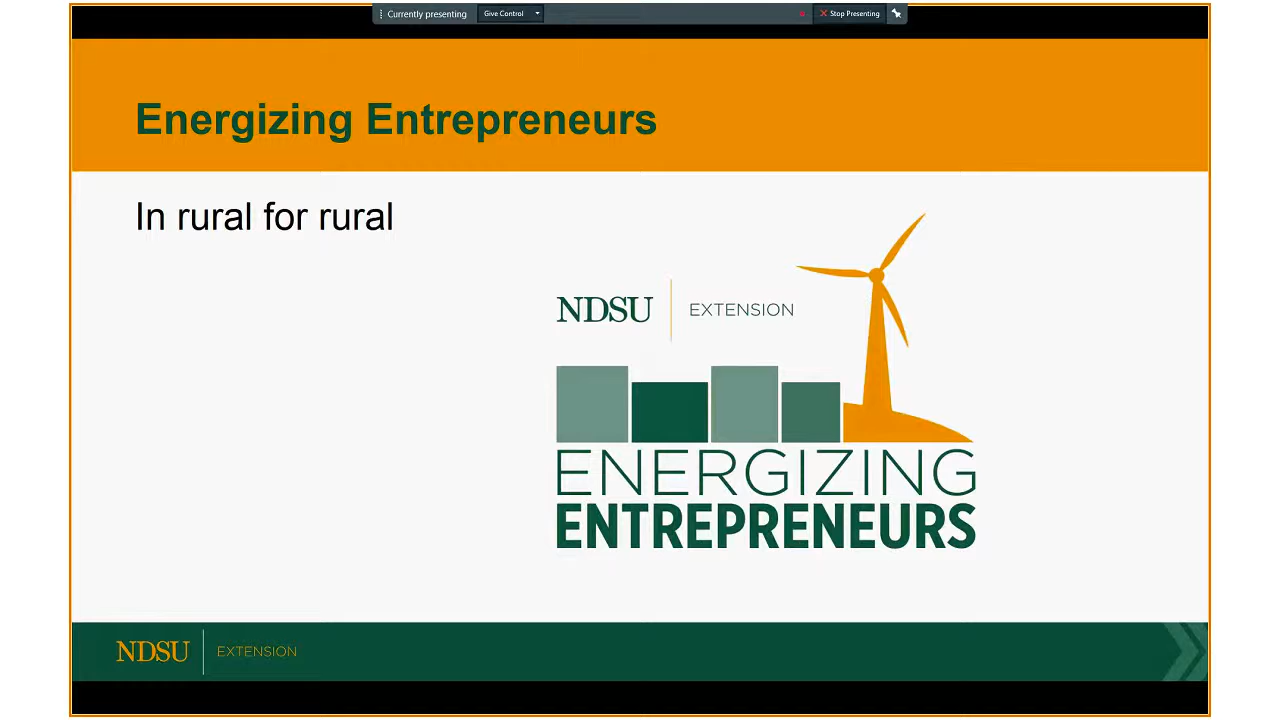 Currently presenting Give Control Stop Presenting
Energizing Entrepreneurs
In rural for rural
NDSU EXTENSION
ENERGIZING
ENTREPRENEURS
NDSU EXTENSION